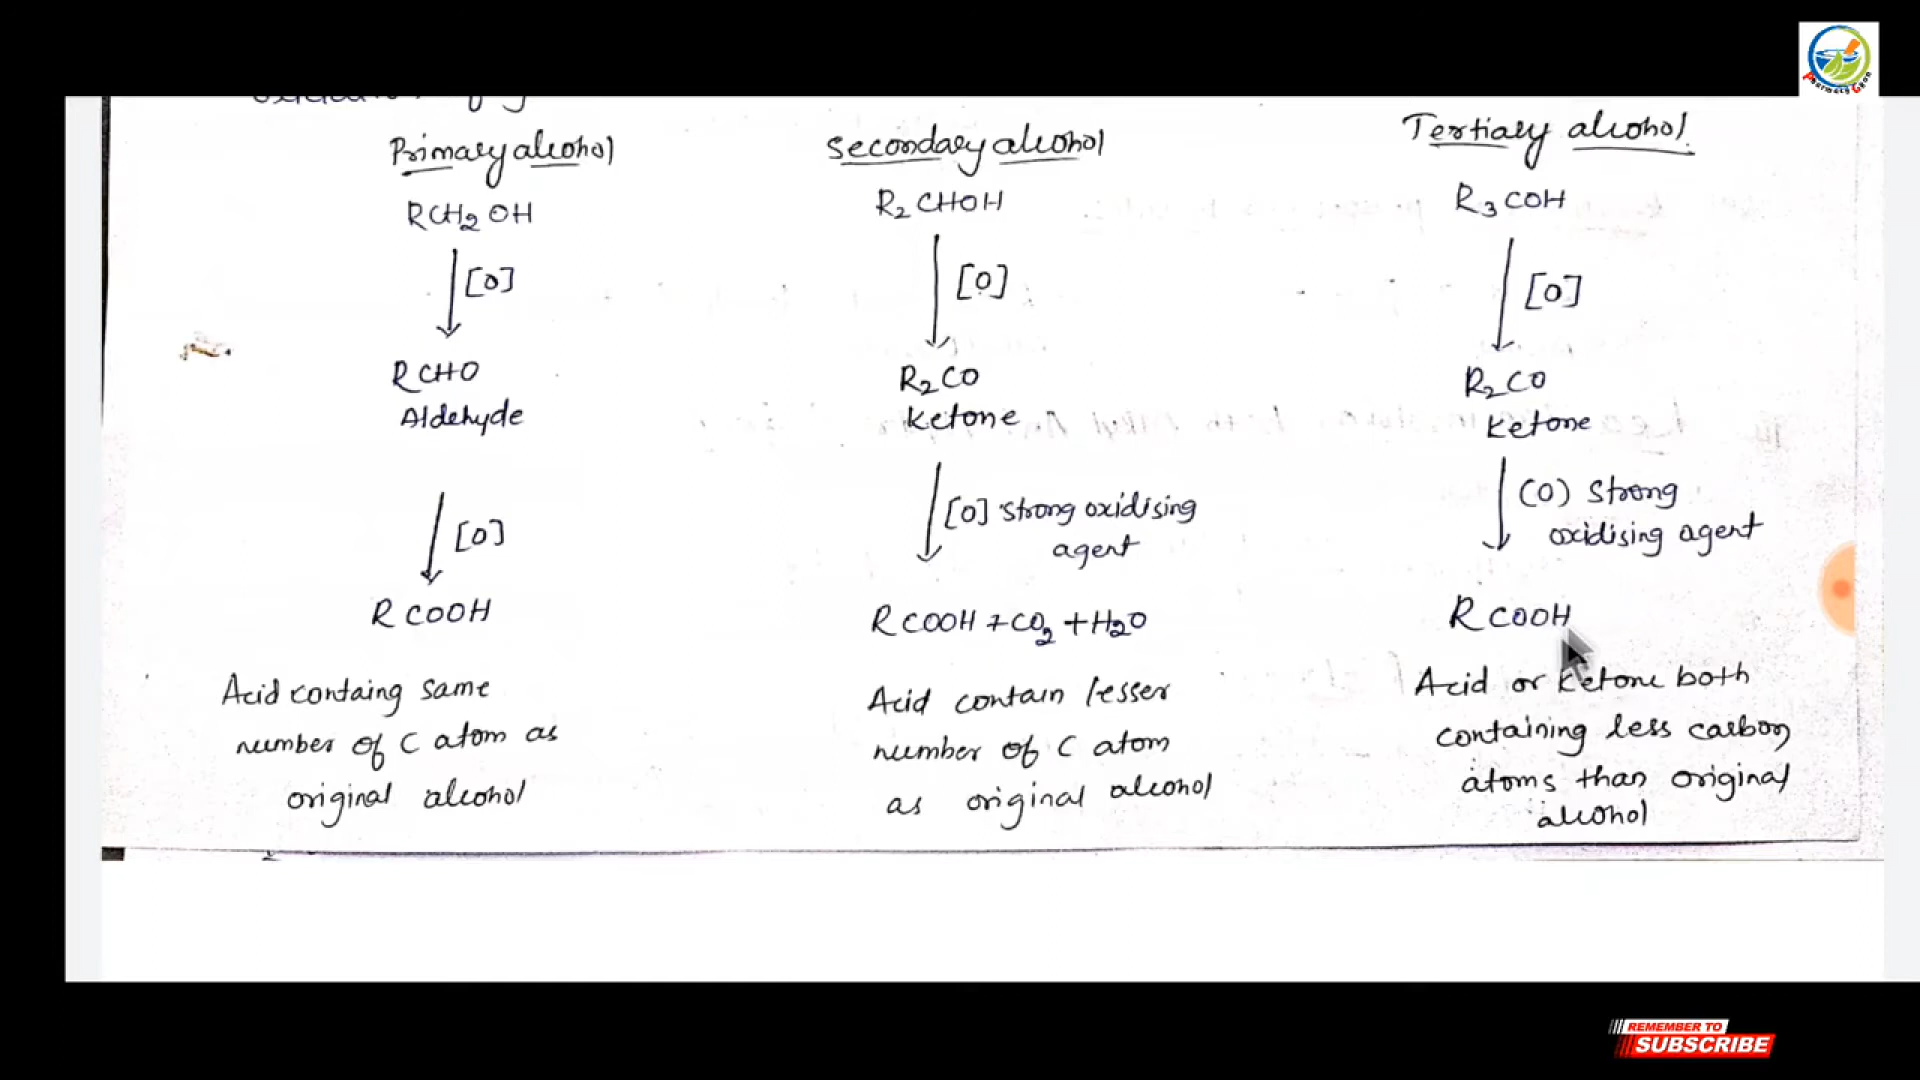 Primary alcohol
RCH2 OH
[O]
RCHO
Aldehyde
[O]
R COOH
Acid containg same
number of C atom as
original alcohol
Secondary alcohol
R2 CHOH
[O]
R2CO
Ketone
[O] strong oxidising
agent
R COOH + CO2 + H2O
Acid contain lesser
number of C atom
as original alcohol
Tertiary alcohol.
R3 COH
[O]
R2 CO
Ketone
(O) Strong
oxidising agent
R COOH
Acid or Ketone both
containing less carbon
atoms than original
alcohol
Pharmacy Gyan
REMEMBER TO
SUBSCRIBE